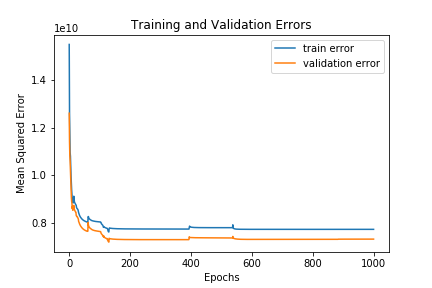 Training and Validation Errors
1e10
train error
validation error
1.4
1.2
1.0
0.8
Mean Squared Error
0 200 400 600 800 1000
Epochs